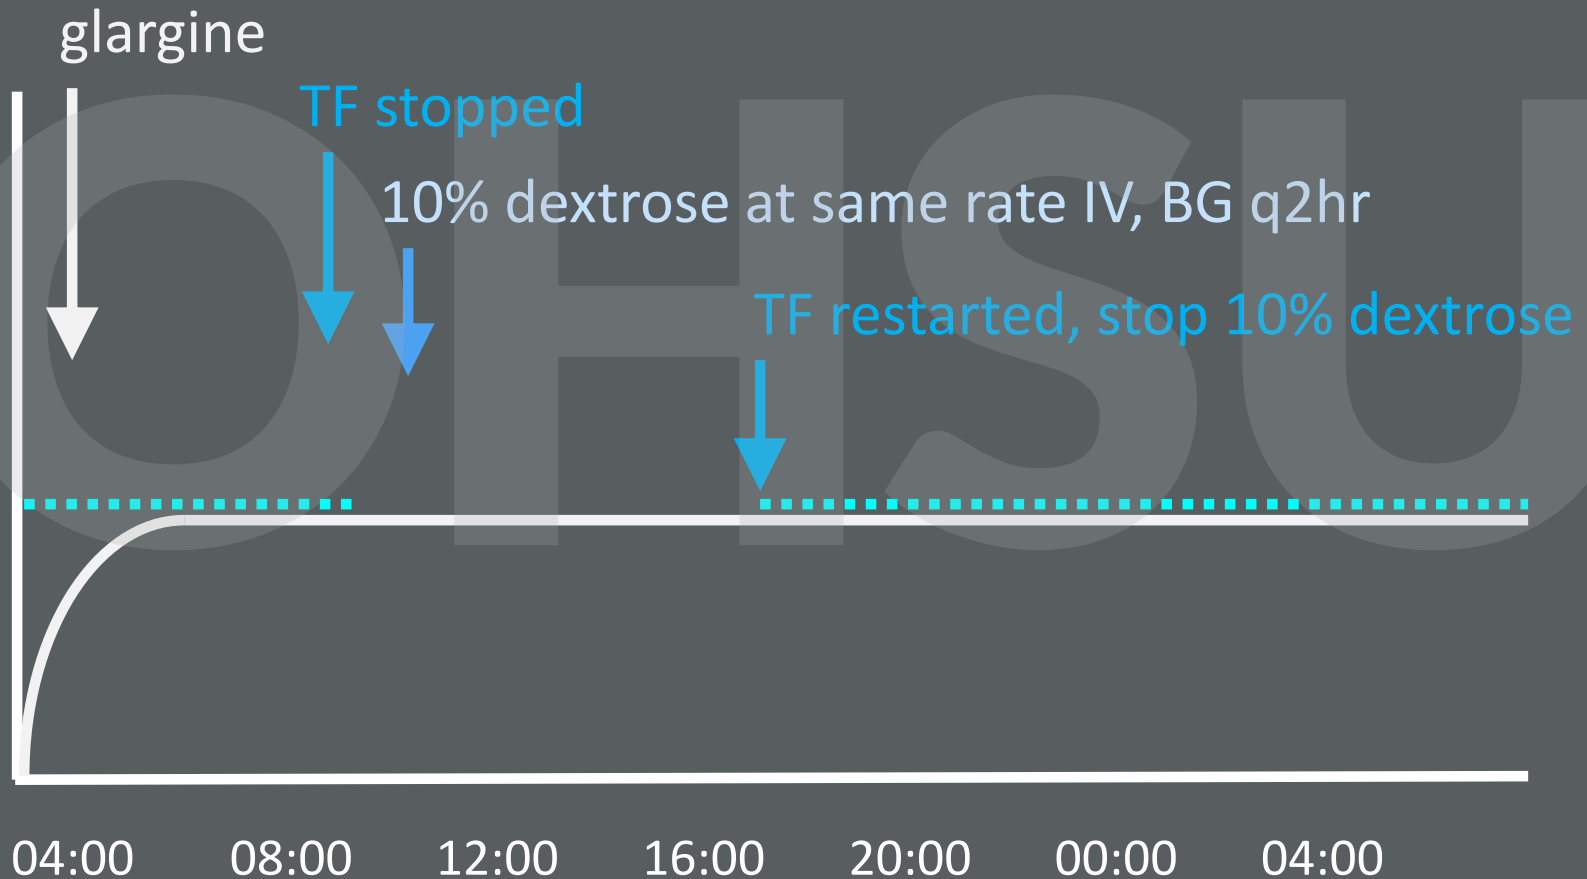 glargine
TF stopped
10% dextrose at same rate IV, BG q2hr
TF restarted, stop 10% dextrose
OHSU
04:00 08:00 12:00 16:00 20:00 00:00 04:00